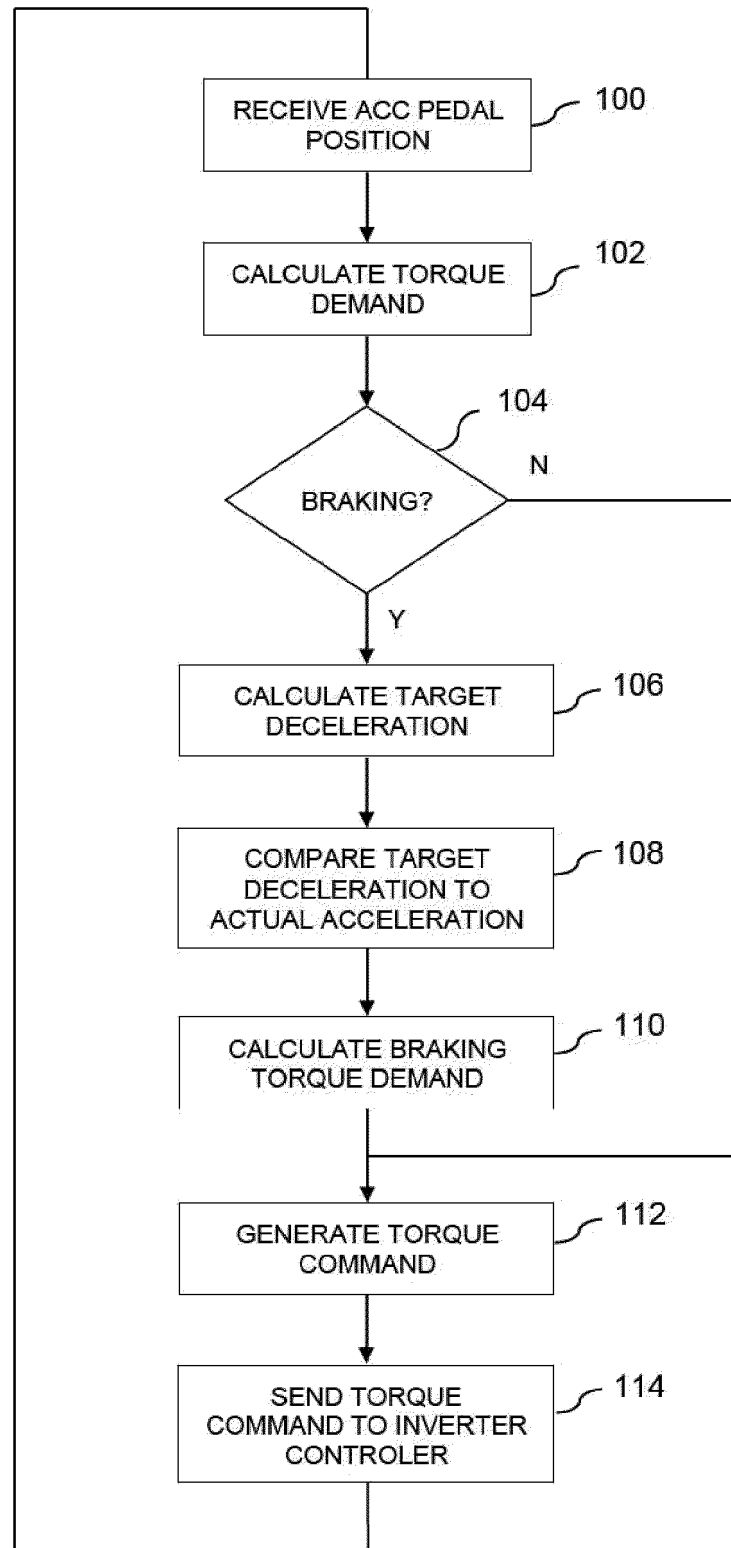 RECEIVE ACC PEDAL
POSITION
100
CALCULATE TORQUE
DEMAND
102
104
BRAKING?
N
Y
CALCULATE TARGET
DECELERATION
106
COMPARE TARGET
DECELERATION TO
ACTUAL ACCELERATION
108
CALCULATE BRAKING
TORQUE DEMAND
110
GENERATE TORQUE
COMMAND
112
SEND TORQUE
COMMAND TO INVERTER
CONTROLER
114